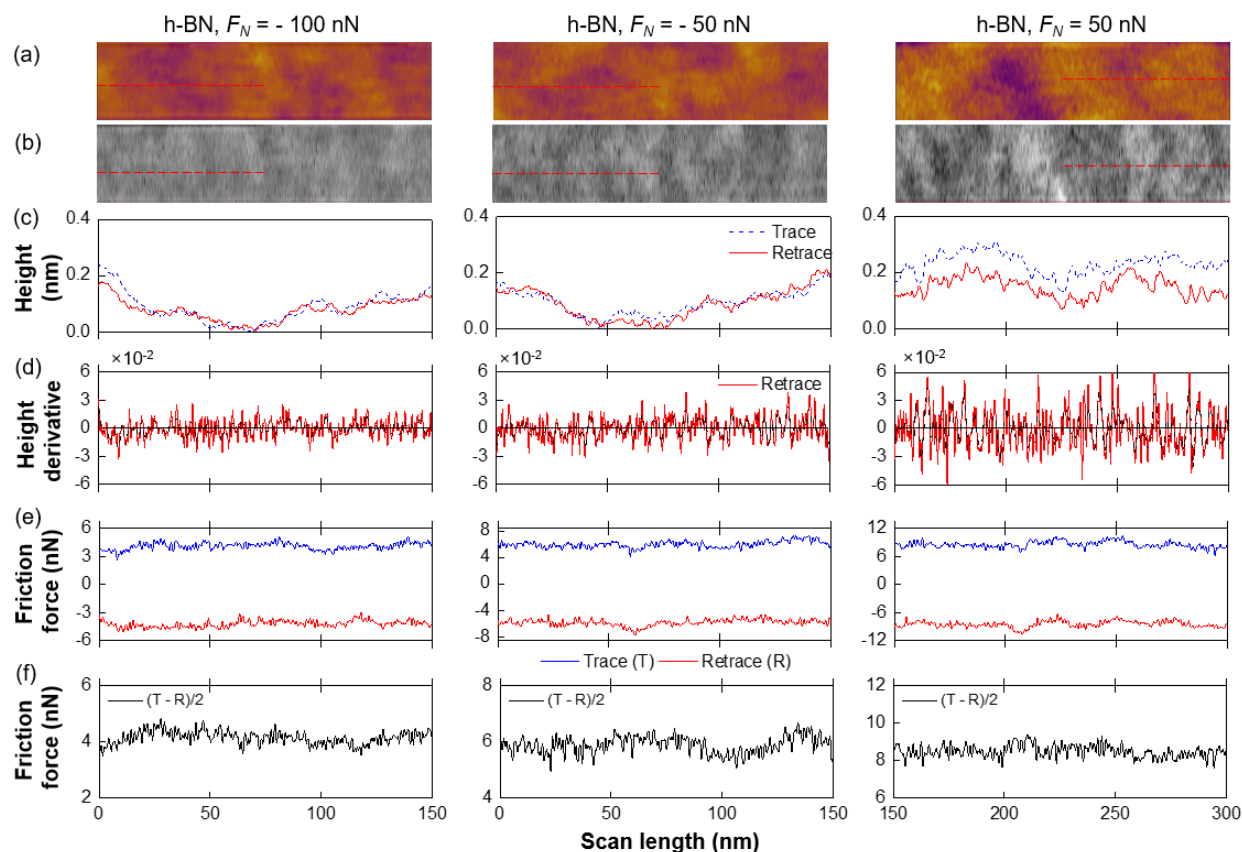 h-BN, F_N = - 100 nN
h-BN, F_N = - 50 nN
h-BN, F_N = 50 nN
(a)
(b)
(c)
Height
(nm)
0.4
0.2
0.0
0.4
0.2
0.0
Trace
Retrace
0.4
0.2
0.0
(d)
Height
derivative
×10-2
6
3
0
-3
-6
×10-2
6
3
0
-3
-6
Retrace
×10-2
6
3
0
-3
-6
(e)
Friction
force (nN)
6
3
0
-3
-6
8
4
0
-4
-8
12
6
0
-6
-12
Trace (T)
Retrace (R)
(f)
Friction
force (nN)
6
4
2
(T - R)/2
8
6
4
(T - R)/2
12
10
8
6
(T - R)/2
0
50
100
150
0
50
100
150
150
200
250
300
Scan length (nm)